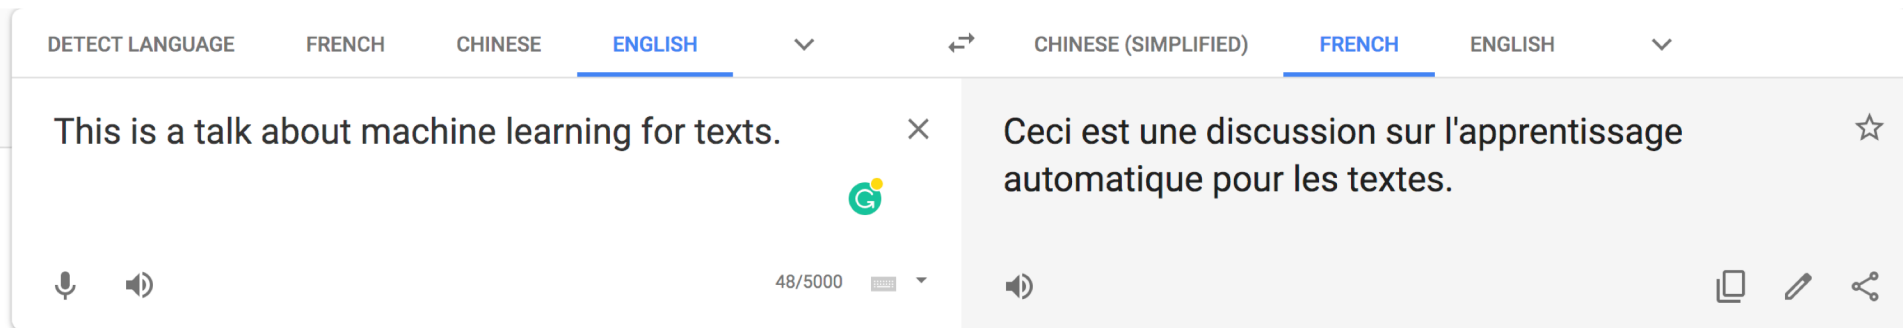 DETECT LANGUAGE FRENCH CHINESE ENGLISH CHINESE (SIMPLIFIED) FRENCH ENGLISH
This is a talk about machine learning for texts.
Ceci est une discussion sur l'apprentissage
automatique pour les textes.
48/5000